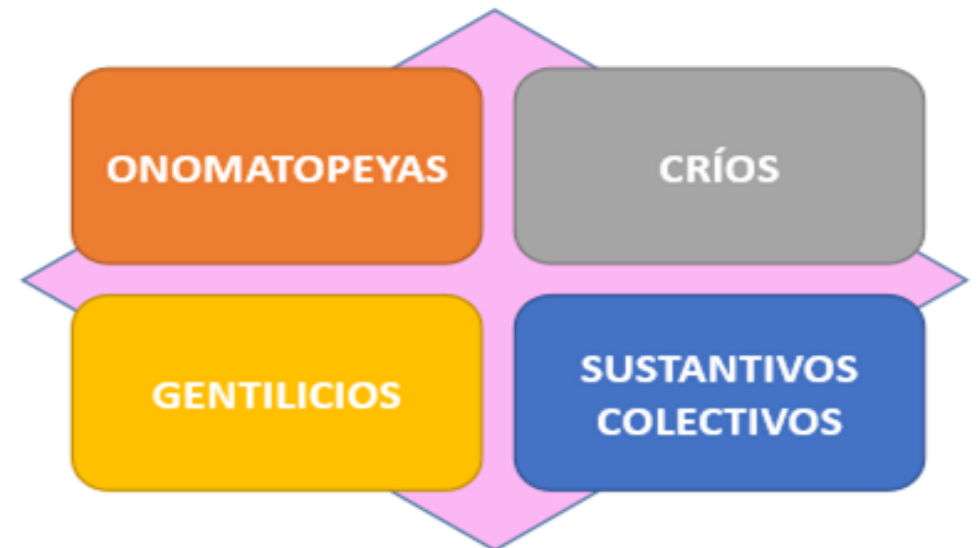 ONOMATOPEYAS
CRÍOS
GENTILICIOS
SUSTANTIVOS
COLECTIVOS